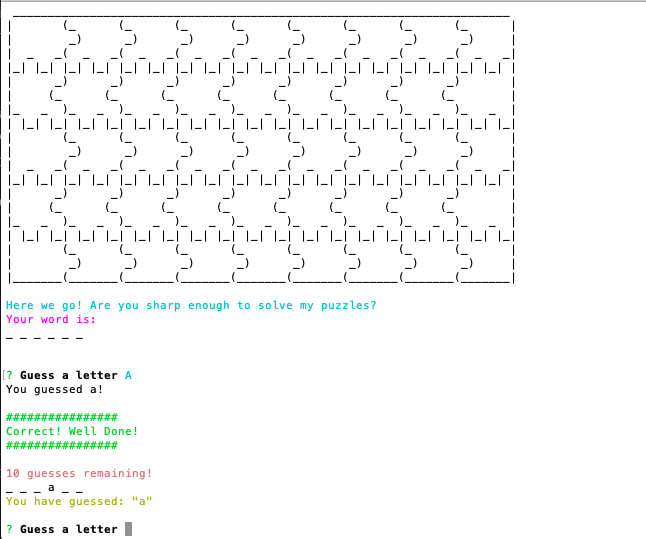 Here we go! Are you sharp enough to solve my puzzles?
Your word is:
_ _ _ _ _ _
? Guess a letter A
You guessed a!
################
Correct! Well Done!
################
10 guesses remaining!
_ _ _ a _ _
You have guessed: "a"
? Guess a letter